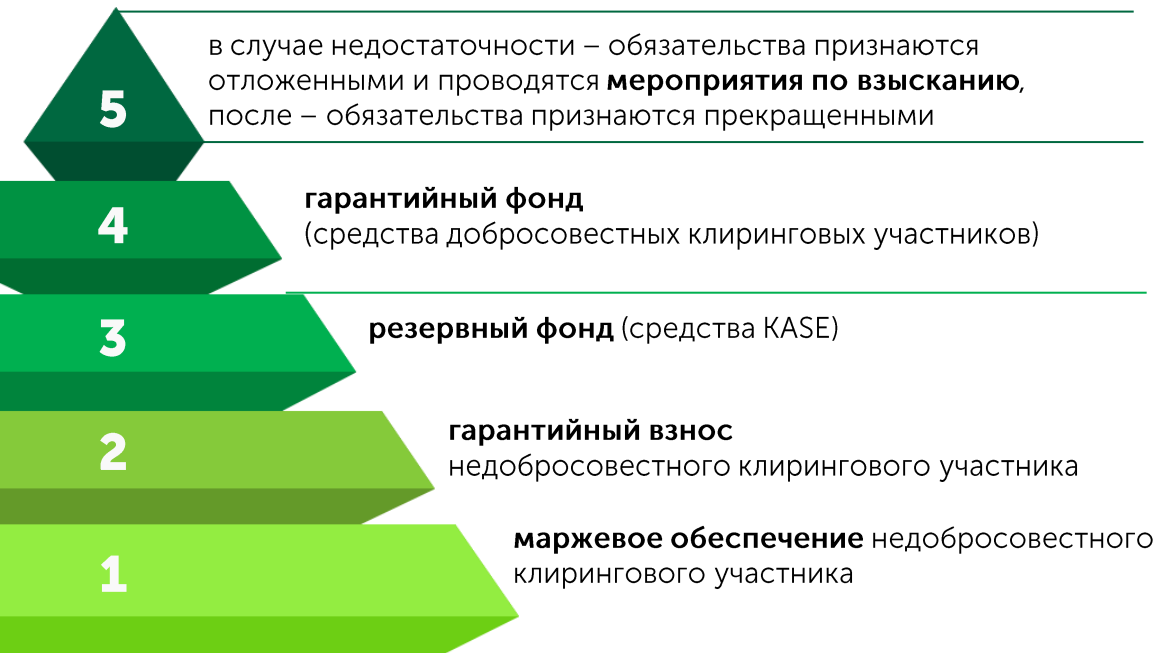 5
в случае недостаточности – обязательства признаются
отложенными и проводятся мероприятия по взысканию,
после – обязательства признаются прекращенными
4
гарантийный фонд
(средства добросовестных клиринговых участников)
3
резервный фонд (средства KASE)
2
гарантийный взнос
недобросовестного клирингового участника
1
маржевое обеспечение недобросовестного
клирингового участника